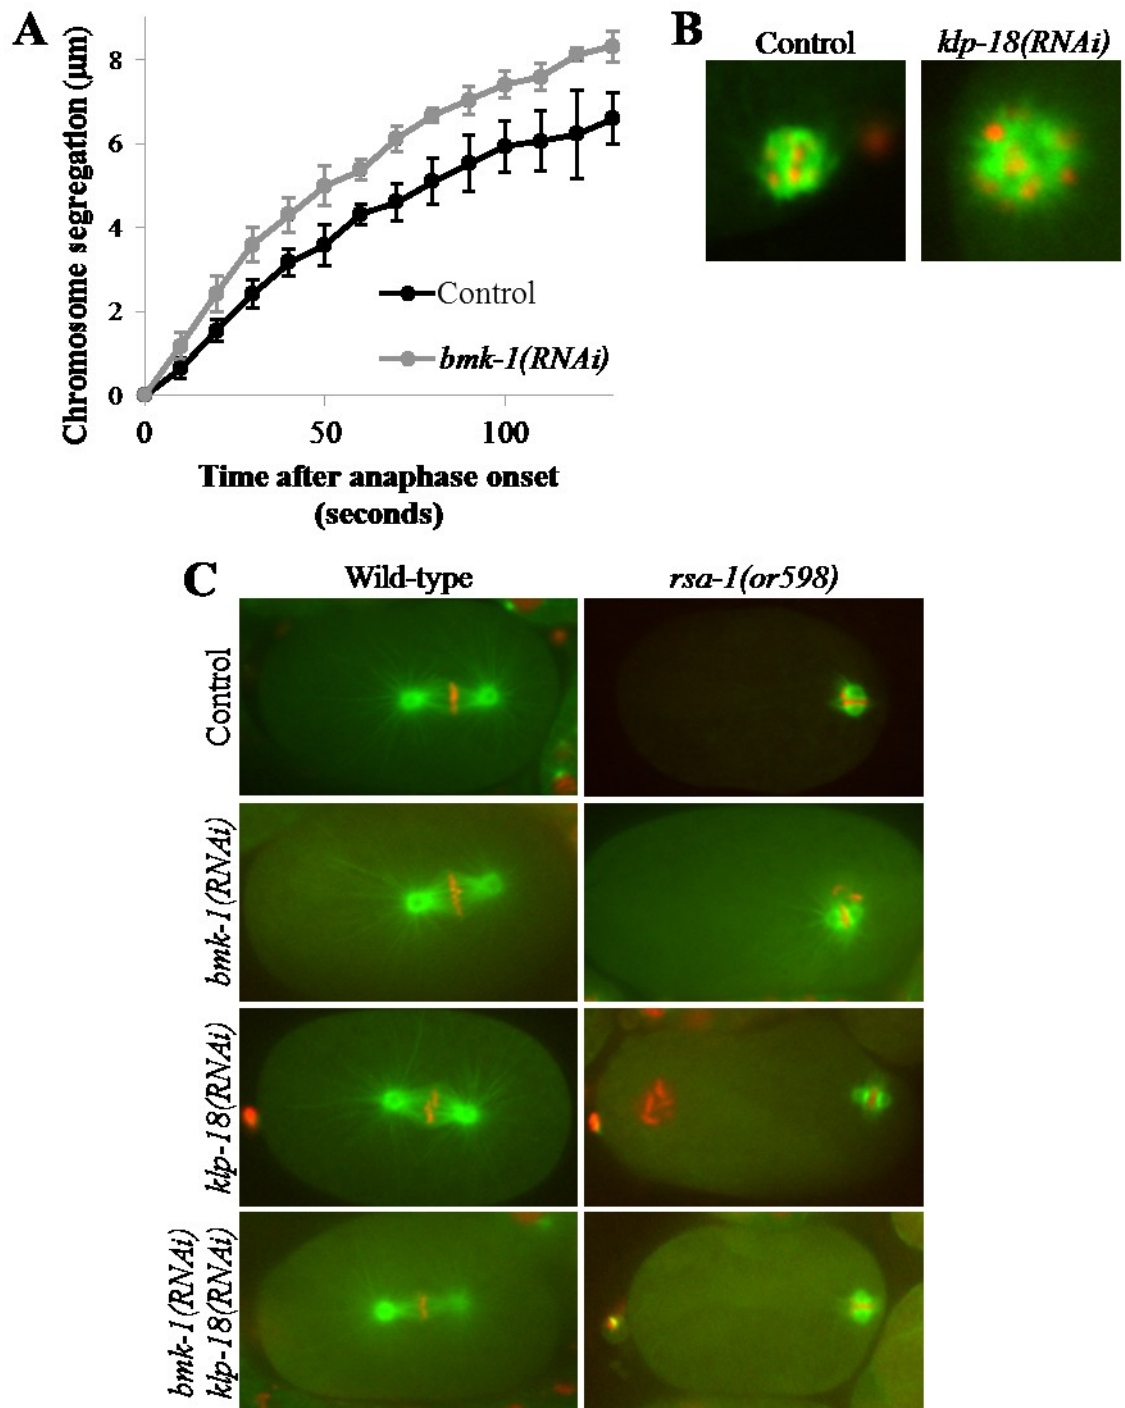 A
Chromosome segregation (μm)
8
6
4
2
0
0 50 100
Control
bmk-1(RNAi)
Time after anaphase onset
(seconds)
B
Control klp-18(RNAi)
C
Wild-type rsa-1(or598)
Control
bmk-1(RNAi)
klp-18(RNAi)
bmk-1(RNAi)
klp-18(RNAi)